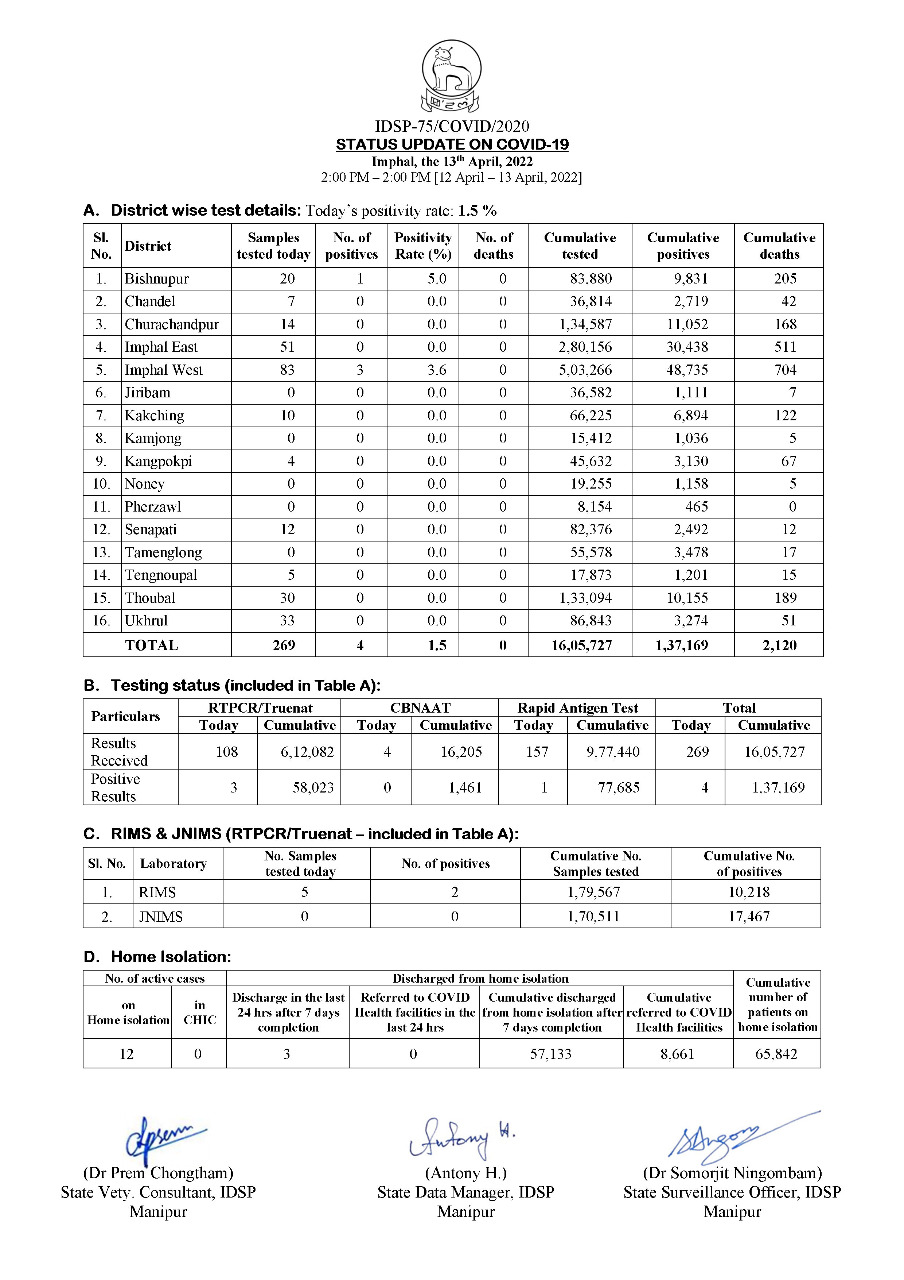 IDSP-75/COVID/2020
STATUS UPDATE ON COVID-19
Imphal, the 13th April, 2022
2:00 PM – 2:00 PM [12 April – 13 April, 2022]
A. District wise test details: Today's positivity rate: 1.5 %
Sl. No. District Samples tested today No. of positives Positivity Rate (%) No. of deaths Cumulative tested Cumulative positives Cumulative deaths
1. Bishnupur 20 1 5.0 0 83,880 9,831 205
2. Chandel 7 0 0.0 0 36,814 2,719 42
3. Churachandpur 14 0 0.0 0 1,34,587 11,052 168
4. Imphal East 51 0 0.0 0 2,80,156 30,438 511
5. Imphal West 83 3 3.6 0 5,03,266 48,735 704
6. Jiribam 0 0 0.0 0 36,582 1,111 7
7. Kakching 10 0 0.0 0 66,225 6,894 122
8. Kamjong 0 0 0.0 0 15,412 1,036 5
9. Kangpokpi 4 0 0.0 0 45,632 3,130 67
10. Noney 0 0 0.0 0 19,255 1,158 5
11. Pherzawl 0 0 0.0 0 8,154 465 0
12. Senapati 12 0 0.0 0 82,376 2,492 12
13. Tamenglong 0 0 0.0 0 55,578 3,478 17
14. Tengnoupal 5 0 0.0 0 17,873 1,201 15
15. Thoubal 30 0 0.0 0 1,33,094 10,155 189
16. Ukhrul 33 0 0.0 0 86,843 3,274 51
TOTAL 269 4 1.5 0 16,05,727 1,37,169 2,120
B. Testing status (included in Table A):
Particulars RTPCR/Truenat CBNAAT Rapid Antigen Test Total
Today Cumulative Today Cumulative Today Cumulative Today Cumulative
Results Received 108 6,12,082 4 16,205 157 9,77,440 269 16,05,727
Positive Results 3 58,023 0 1,461 1 77,685 4 1,37,169
C. RIMS & JNIMS (RTPCR/Truenat – included in Table A):
Sl. No. Laboratory No. Samples tested today No. of positives Cumulative No. Samples tested Cumulative No. of positives
1. RIMS 5 2 1,79,567 10,218
2. JNIMS 0 0 1,70,511 17,467
D. Home Isolation:
No. of active cases Discharged from home isolation Cumulative number of patients on home isolation
on Home isolation in CHIC Discharge in the last 24 hrs after 7 days completion Referred to COVID Health facilities in the last 24 hrs Cumulative discharged from home isolation after 7 days completion Cumulative referred to COVID Health facilities
12 0 3 0 57,133 8,661 65,842
Antony H.
(Dr Prem Chongtham) (Antony H.) (Dr Somorjit Ningombam)
State Vety. Consultant, IDSP State Data Manager, IDSP State Surveillance Officer, IDSP
Manipur Manipur Manipur